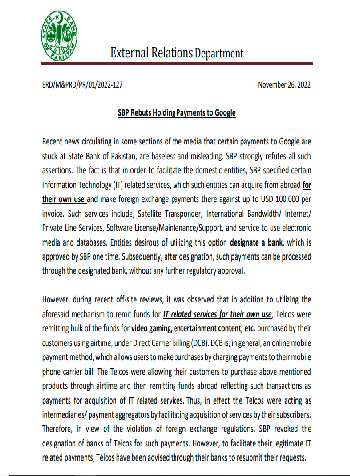 External Relations Department
ERD/M&PRD/PR/01/2022-127
November 26, 2022
SBP Rebuts Holding Payments to Google
Recent news circulating in some sections of the media that certain payments to Google are
stuck at State Bank of Pakistan, are baseless and misleading. SBP strongly refutes all such
assertions. The fact is that in order to facilitate the domestic entities, SBP specified certain
Information Technology (IT) related services, which such entities can acquire from abroad for
their own use and make foreign exchange payments there against up to USD 100,000 per
invoice. Such services include, Satellite Transponder, International Bandwidth/ Internet/
Private Line Services, Software License/Maintenance/Support, and service to use electronic
media and databases. Entities desirous of utilizing this option designate a bank, which is
approved by SBP one time. Subsequently, after designation, such payments can be processed
through the designated bank, without any further regulatory approval.
However, during recent off-site reviews, it was observed that in addition to utilizing the
aforesaid mechanism to remit funds for IT related services for their own use, Telcos were
remitting bulk of the funds for video gaming, entertainment content, etc. purchased by their
customers using airtime, under Direct Carrier Billing (DCB). DCB is, in general, an online mobile
payment method, which allows users to make purchases by charging payments to their mobile
phone carrier bill. The Telcos were allowing their customers to purchase above mentioned
products through airtime and then remitting funds abroad reflecting such transactions as
payments for acquisition of IT related services. Thus, in effect the Telcos were acting as
intermediaries/ payment aggregators by facilitating acquisition of services by their subscribers.
Therefore, in view of the violation of foreign exchange regulations, SBP revoked the
designation of banks of Telcos for such payments. However, to facilitate their legitimate IT
related payments, Telcos have been advised through their banks to resubmit their requests.